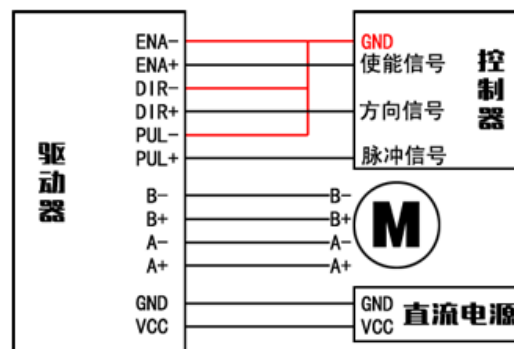 驱动器
ENA-
ENA+
DIR-
DIR+
PUL-
PUL+
B-
B+
A-
A+
GND
VCC
GND
使能信号
方向信号
脉冲信号
控制器
B-
B+
A-
A+
M
GND
VCC
直流电源